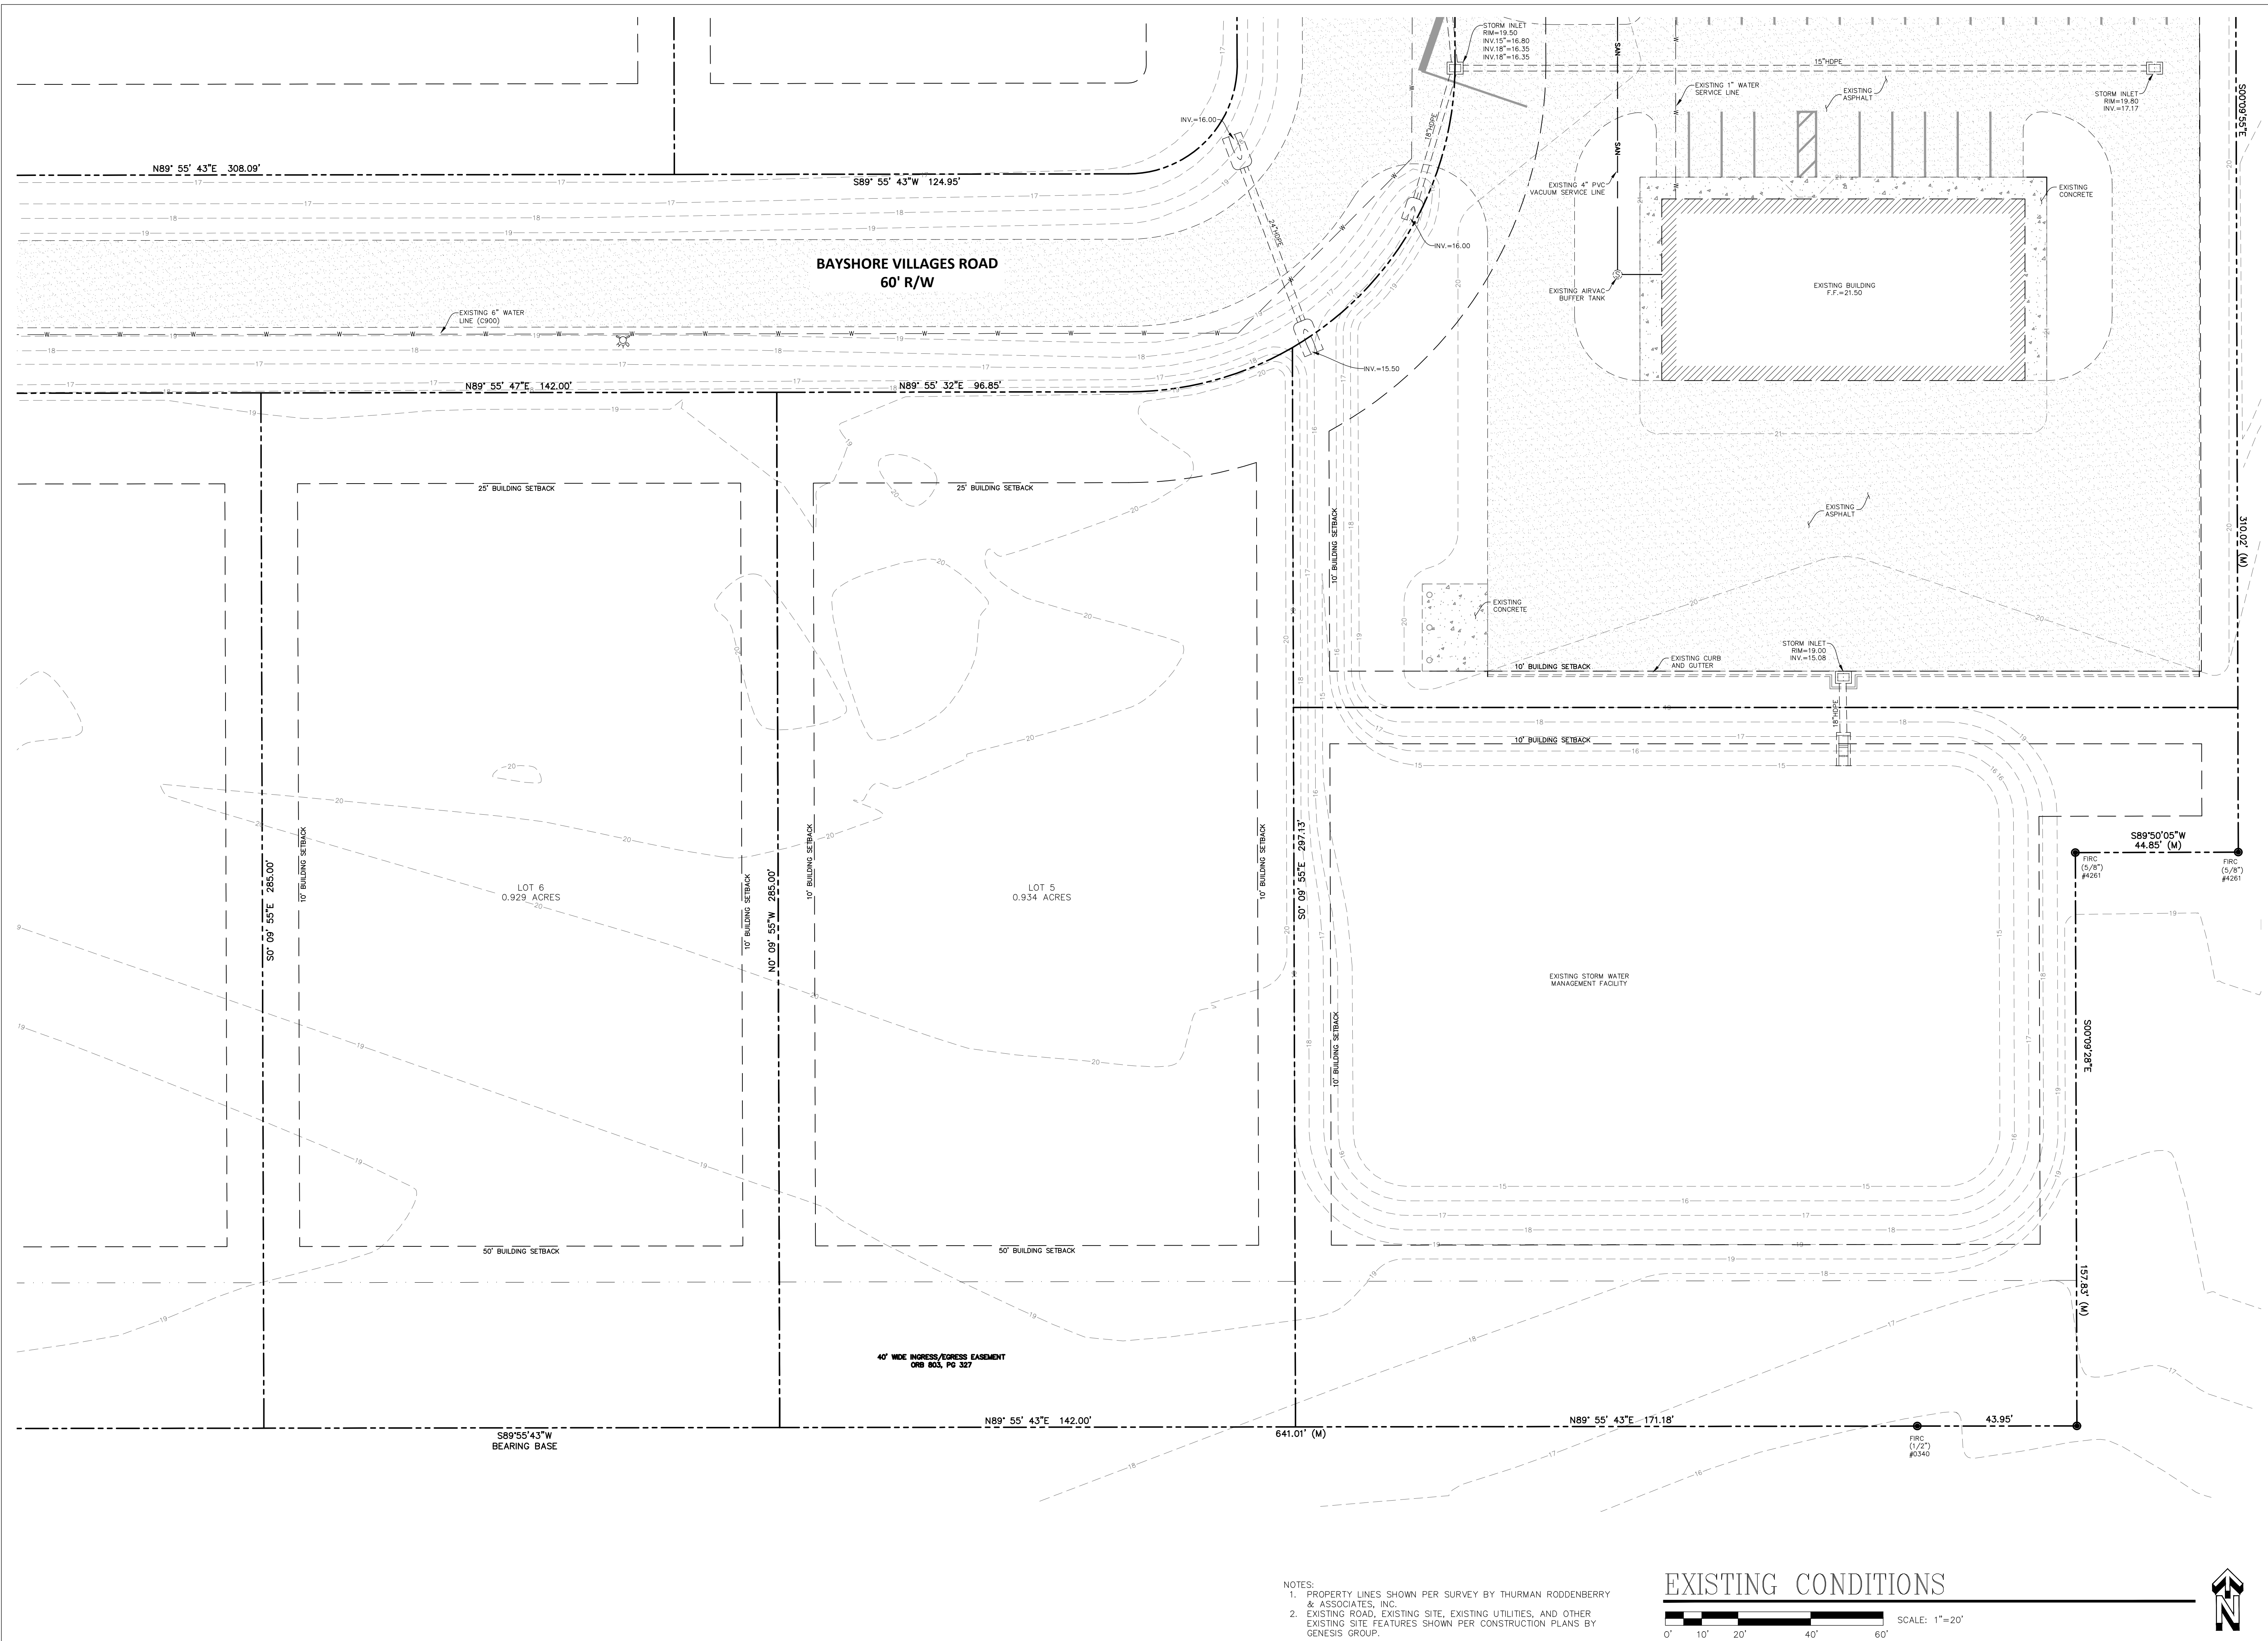 STORM INLET
RIM=19.50
INV.15"=16.80
INV.18"=16.35
INV.18"=16.35
15"HDPE
STORM INLET
RIM=19.80
INV.=17.17
S00°09'55"E
310.02' (M)
EXISTING 1" WATER
SERVICE LINE
EXISTING
ASPHALT
SAN
SAN
18"HDPE
INV.=16.00
N89° 55' 43"E 308.09'
S89° 55' 43"W 124.95'
24"HDPE
INV.=16.00
EXISTING 4" PVC
VACUUM SERVICE LINE
EXISTING
CONCRETE
BAYSHORE VILLAGES ROAD
60' R/W
EXISTING AIRVAC
BUFFER TANK
EXISTING BUILDING
F.F.=21.50
EXISTING 6" WATER
LINE (C900)
INV.=15.50
N89° 55' 47"E 142.00'
N89° 55' 32"E 96.85'
25' BUILDING SETBACK
25' BUILDING SETBACK
10' BUILDING SETBACK
EXISTING
ASPHALT
EXISTING
CONCRETE
10' BUILDING SETBACK
EXISTING CURB
AND GUTTER
STORM INLET
RIM=19.00
INV.=15.08
18"HDPE
10' BUILDING SETBACK
S0° 09' 55"E 285.00'
10' BUILDING SETBACK
LOT 6
0.929 ACRES
10' BUILDING SETBACK
N0° 09' 55"W 285.00'
10' BUILDING SETBACK
LOT 5
0.934 ACRES
10' BUILDING SETBACK
S0° 09' 55"E 297.13'
10' BUILDING SETBACK
EXISTING STORM WATER
MANAGEMENT FACILITY
S89°50'05"W
44.85' (M)
FIRC
(5/8")
#4261
FIRC
(5/8")
#4261
S00°09'28"E
157.83' (M)
50' BUILDING SETBACK
50' BUILDING SETBACK
40' WIDE INGRESS/EGRESS EASEMENT
ORB 803, PG 327
S89°55'43"W
BEARING BASE
N89° 55' 43"E 142.00'
641.01' (M)
N89° 55' 43"E 171.18'
43.95'
FIRC
(1/2")
#0340
NOTES:
1. PROPERTY LINES SHOWN PER SURVEY BY THURMAN RODDENBERRY
& ASSOCIATES, INC.
2. EXISTING ROAD, EXISTING SITE, EXISTING UTILITIES, AND OTHER
EXISTING SITE FEATURES SHOWN PER CONSTRUCTION PLANS BY
GENESIS GROUP.
EXISTING CONDITIONS
SCALE: 1"=20'
0' 10' 20' 40' 60'
N